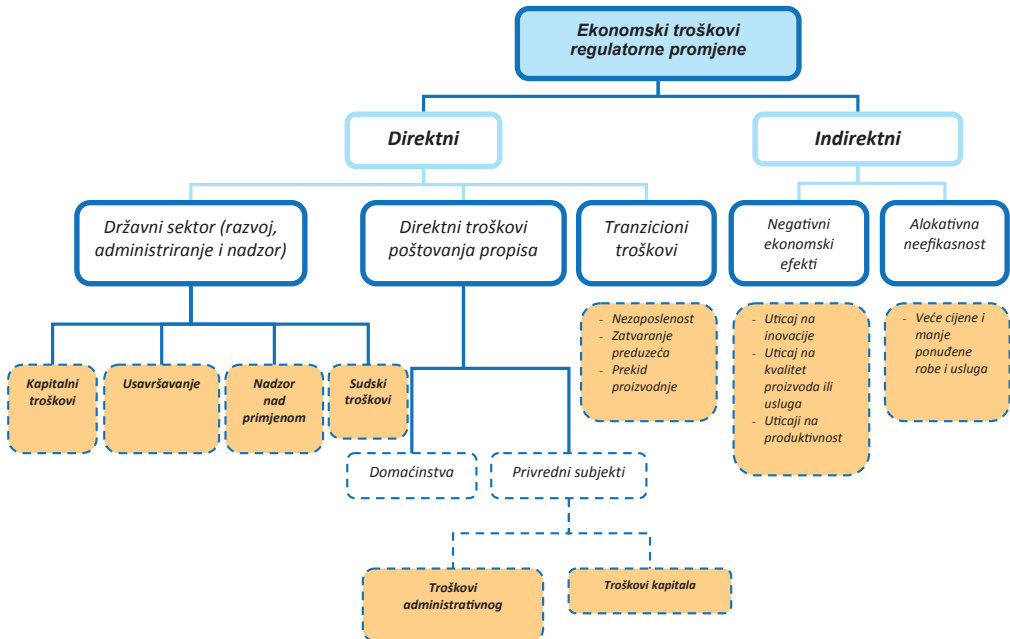 Ekonomski troškovi
regulatorne promjene
Direktni
Indirektni
Državni sektor (razvoj,
administriranje i nadzor)
Direktni troškovi
poštovanja propisa
Tranzicioni
troškovi
Negativni
ekonomski
efekti
Alokativna
neefikasnost
Kapitalni
troškovi
Usavršavanje
Nadzor
nad
primjenom
Sudski
troškovi
- Nezaposlenost
- Zatvaranje
preduzeća
- Prekid
proizvodnje
- Uticaj na
inovacije
- Uticaj na
kvalitet
proizvoda ili
usluga
- Uticaji na
produktivnost
- Veće cijene i
manje
ponuđene
robe i usluga
Domaćinstva
Privredni subjekti
Troškovi
administrativnog
Troškovi kapitala